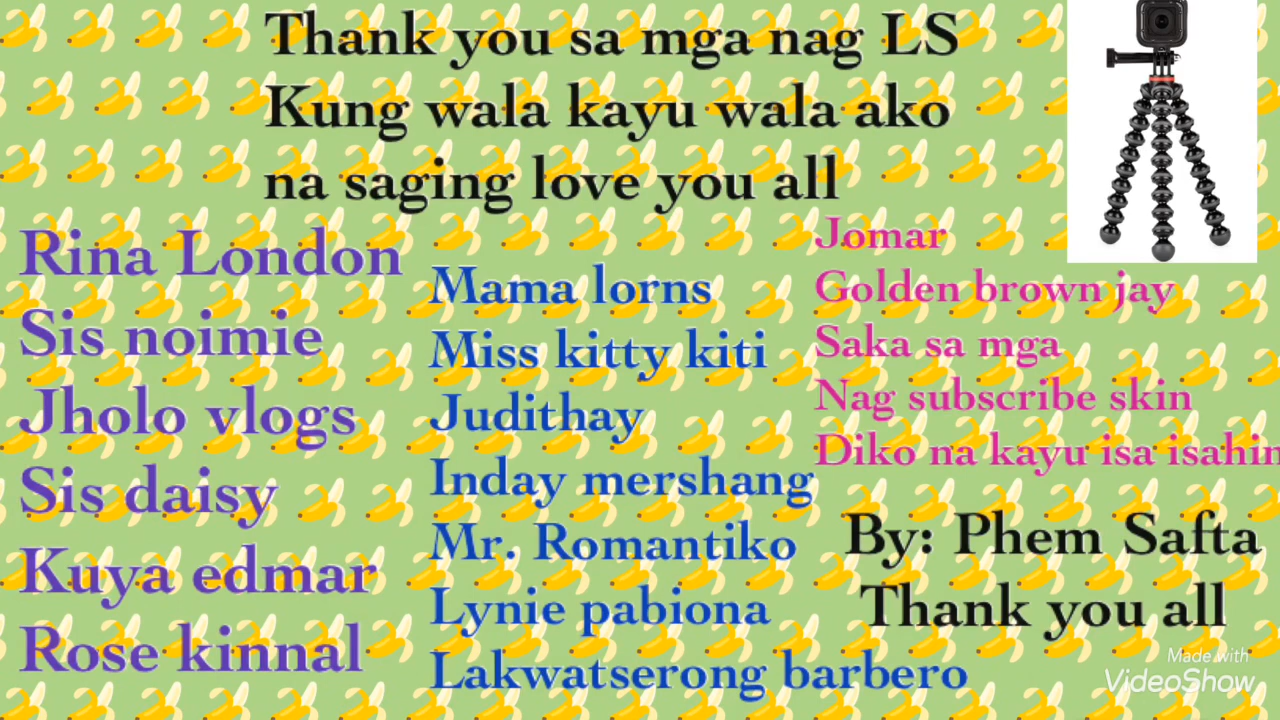 Thank you sa mga nag LS
Kung wala kayu wala ako
na saging love you all
Rina London
Sis noimie
Jholo vlogs
Sis daisy
Kuya edmar
Rose kinnal
Mama lorns
Miss kitty kiti
Judithay
Inday mershang
Mr. Romantiko
Lynie pabiona
Lakwatserong barbero
Jomar
Golden brown jay
Saka sa mga
Nag subscribe skin
Diko na kayu isa isahin
By: Phem Safta
Thank you all
Made with
VideoShow